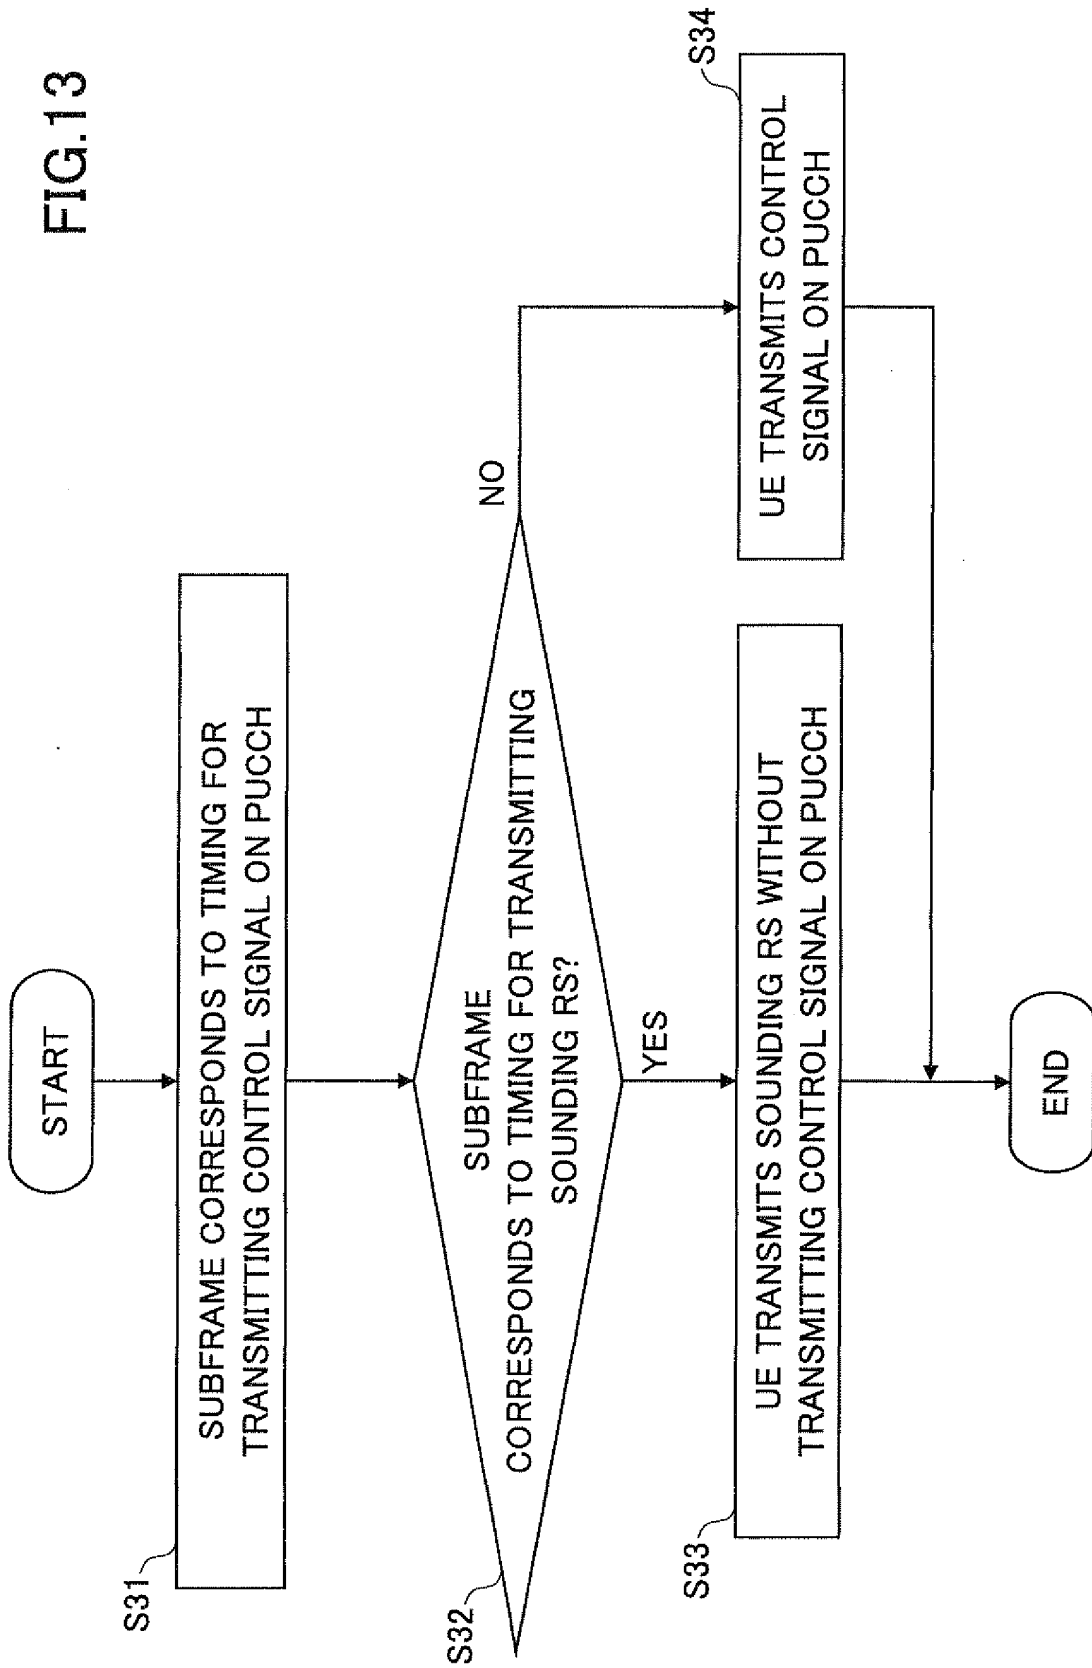 FIG.13
START
S31
SUBFRAME CORRESPONDS TO TIMING FOR
TRANSMITTING CONTROL SIGNAL ON PUCCH
S32
SUBFRAME
CORRESPONDS TO TIMING FOR TRANSMITTING
SOUNDING RS?
NO
YES
S33
UE TRANSMITS SOUNDING RS WITHOUT
TRANSMITTING CONTROL SIGNAL ON PUCCH
S34
UE TRANSMITS CONTROL
SIGNAL ON PUCCH
END